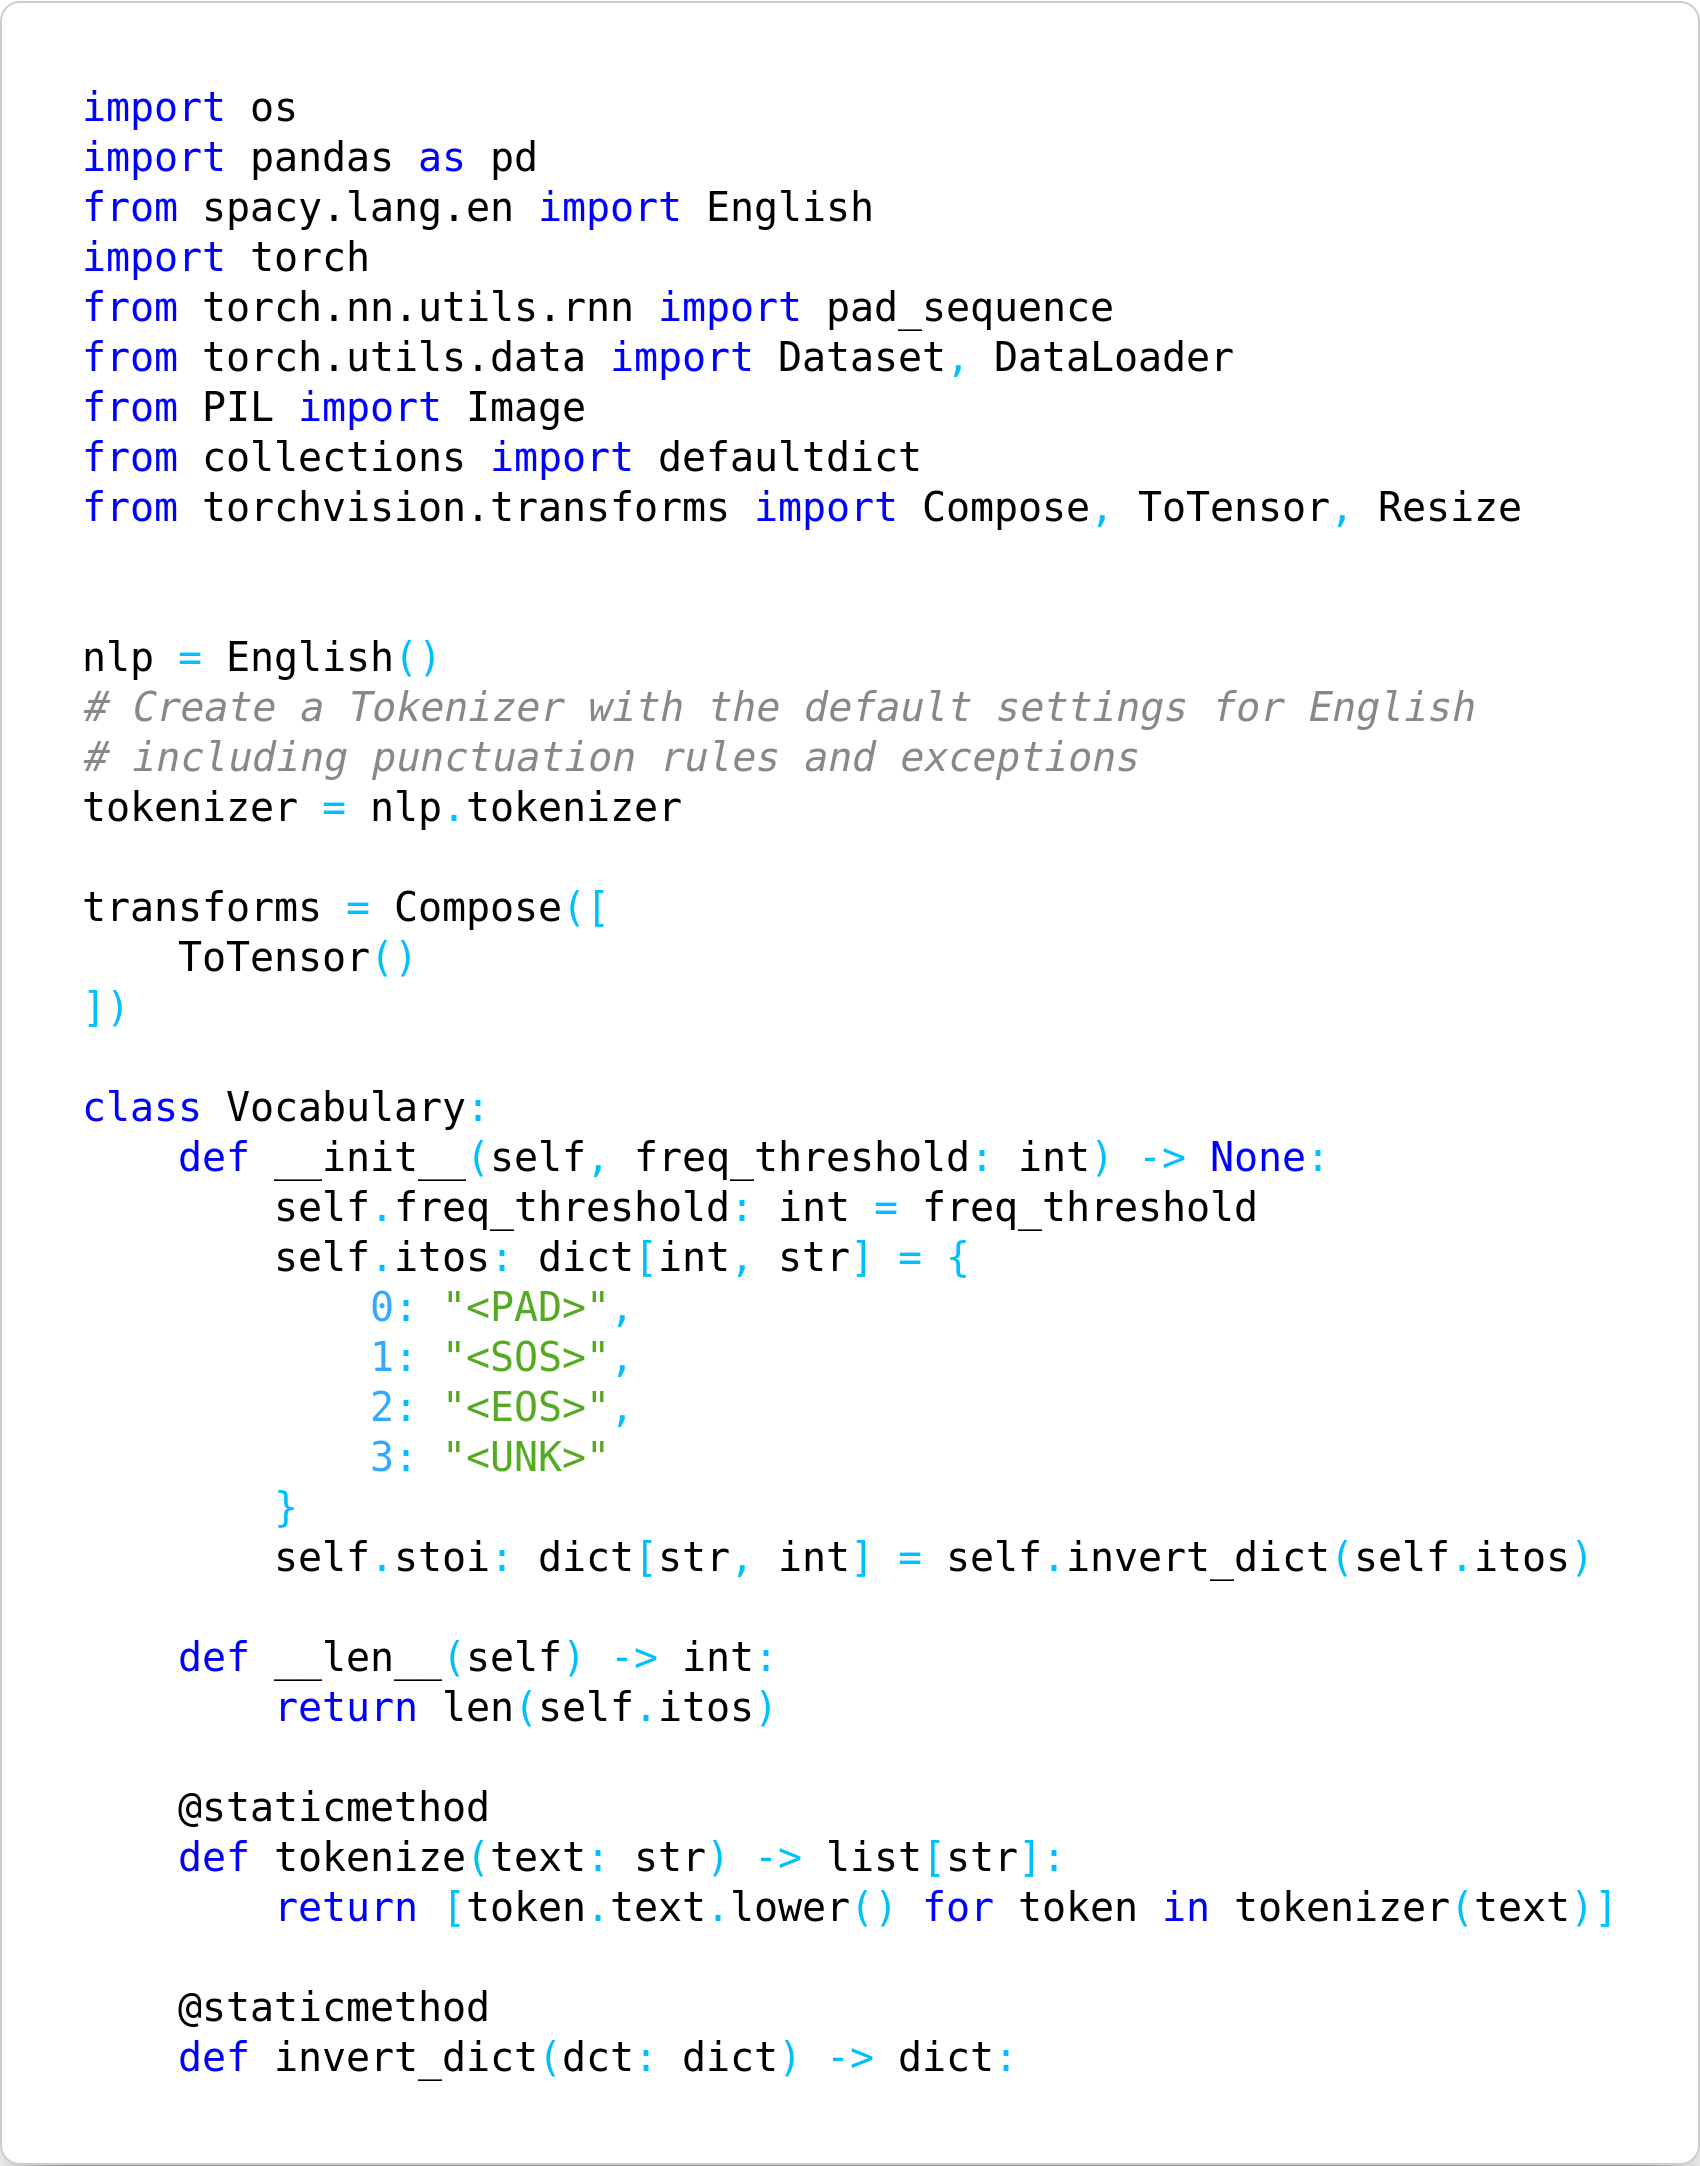 import os
import pandas as pd
from spacy.lang.en import English
import torch
from torch.nn.utils.rnn import pad_sequence
from torch.utils.data import Dataset, DataLoader
from PIL import Image
from collections import defaultdict
from torchvision.transforms import Compose, ToTensor, Resize


nlp = English()
# Create a Tokenizer with the default settings for English
# including punctuation rules and exceptions
tokenizer = nlp.tokenizer

transforms = Compose([
    ToTensor()
])

class Vocabulary:
    def __init__(self, freq_threshold: int) -> None:
        self.freq_threshold: int = freq_threshold
        self.itos: dict[int, str] = {
            0: "<PAD>",
            1: "<SOS>",
            2: "<EOS>",
            3: "<UNK>"
        }
        self.stoi: dict[str, int] = self.invert_dict(self.itos)

    def __len__(self) -> int:
        return len(self.itos)

    @staticmethod
    def tokenize(text: str) -> list[str]:
        return [token.text.lower() for token in tokenizer(text)]

    @staticmethod
    def invert_dict(dct: dict) -> dict: